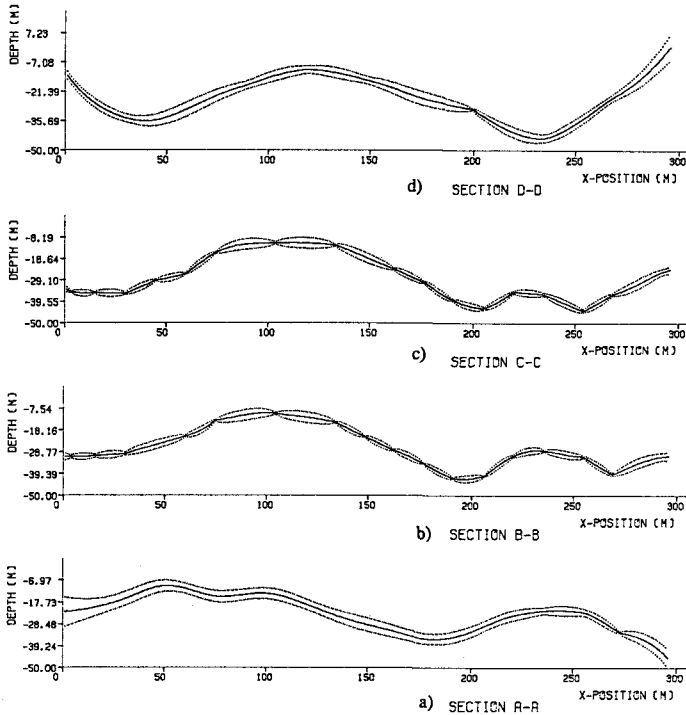 DEPTH (M)
7.23
-7.08
-21.39
-35.69
-50.00
0 50 100 150 200 250 300
X-POSITION (M)
d) SECTION D-D
DEPTH (M)
-8.19
-18.64
-29.10
-39.55
-50.00
0 50 100 150 200 250 300
X-POSITION (M)
c) SECTION C-C
DEPTH (M)
-7.54
-18.16
-28.77
-39.39
-50.00
0 50 100 150 200 250 300
X-POSITION (M)
b) SECTION B-B
DEPTH (M)
-6.97
-17.73
-28.48
-39.24
-50.00
0 50 100 150 200 250 300
X-POSITION (M)
a) SECTION A-A